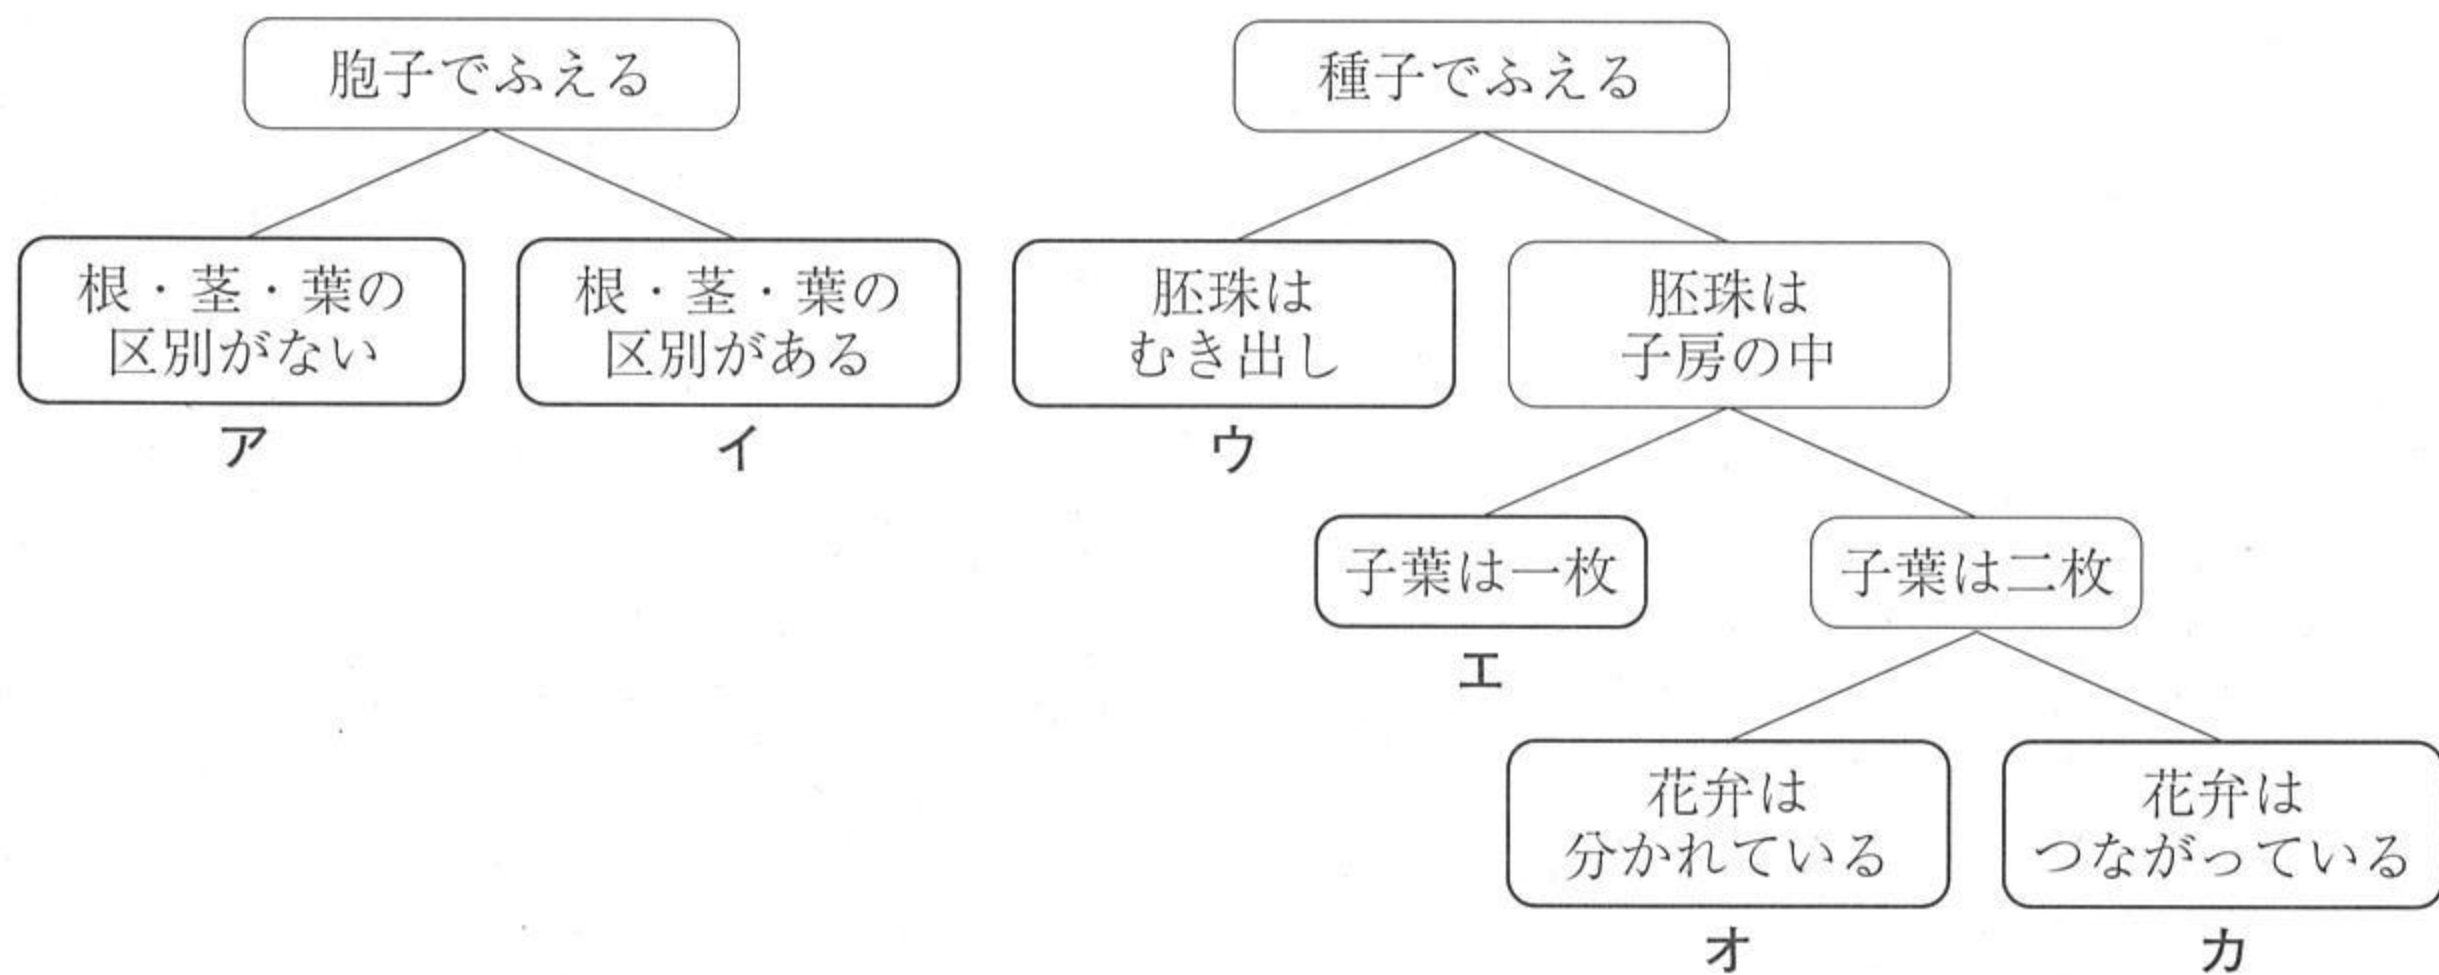 胞子でふえる
種子でふえる
根・茎・葉の
区別がない
ア
根・茎・葉の
区別がある
イ
胚珠は
むき出し
ウ
胚珠は
子房の中
子葉は一枚
エ
子葉は二枚
花弁は
分かれている
オ
花弁は
つながっている
カ